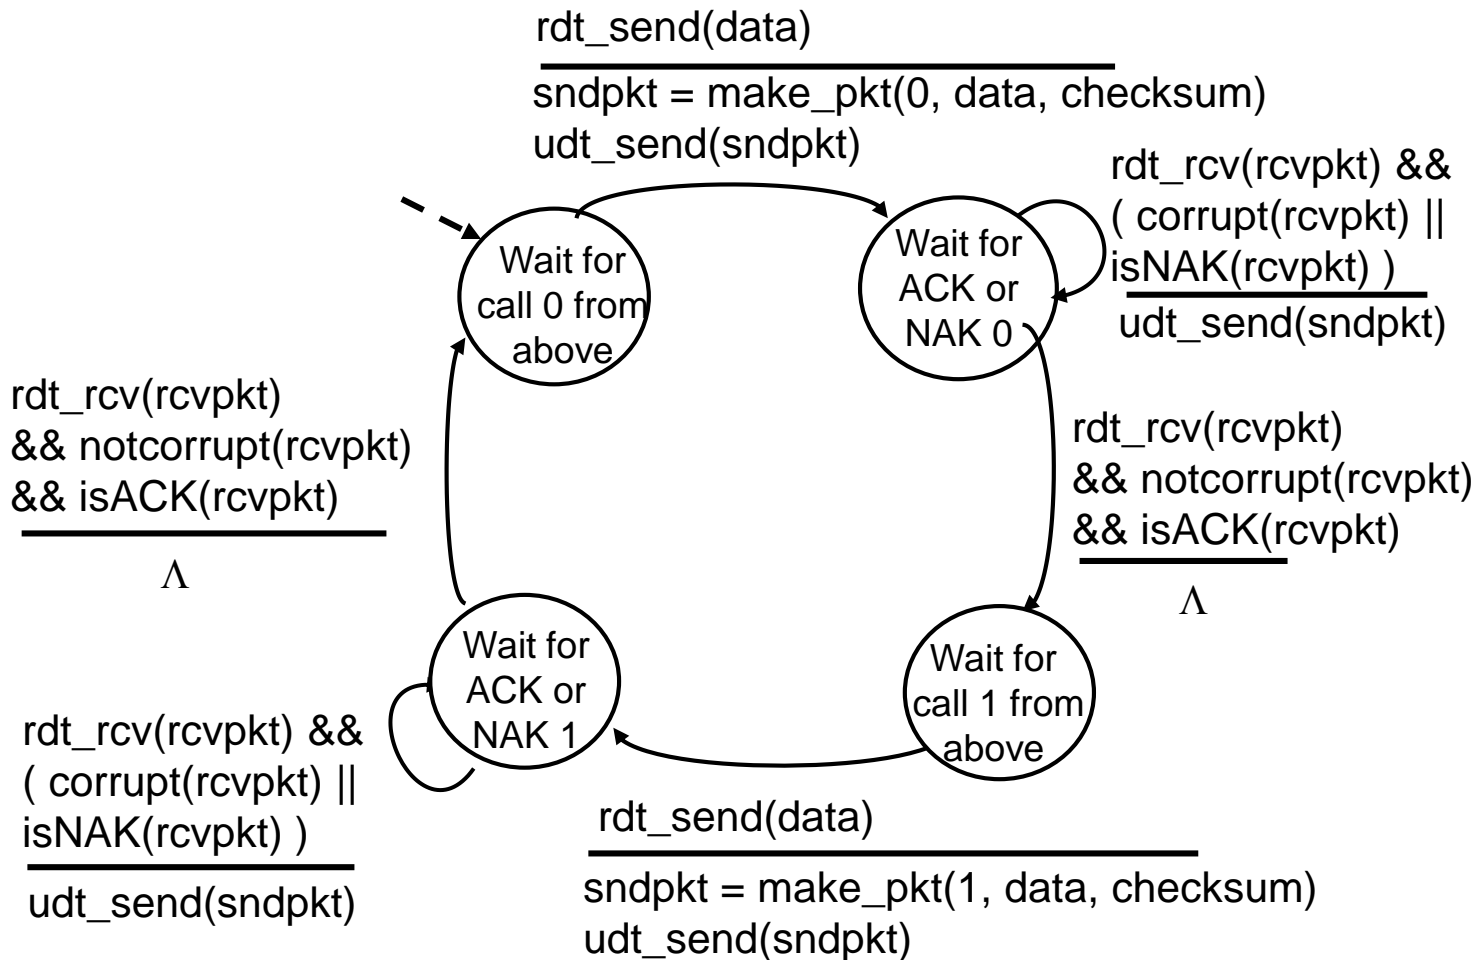 rdt_send(data)
sndpkt = make_pkt(0, data, checksum)
udt_send(sndpkt)
rdt_rcv(rcvpkt) &&
( corrupt(rcvpkt) ||
isNAK(rcvpkt) )
udt_send(sndpkt)
Wait for
call 0 from
above
Wait for
ACK or
NAK 0
rdt_rcv(rcvpkt)
&& notcorrupt(rcvpkt)
&& isACK(rcvpkt)
Λ
rdt_rcv(rcvpkt)
&& notcorrupt(rcvpkt)
&& isACK(rcvpkt)
Λ
Wait for
ACK or
NAK 1
Wait for
call 1 from
above
rdt_rcv(rcvpkt) &&
( corrupt(rcvpkt) ||
isNAK(rcvpkt) )
udt_send(sndpkt)
rdt_send(data)
sndpkt = make_pkt(1, data, checksum)
udt_send(sndpkt)